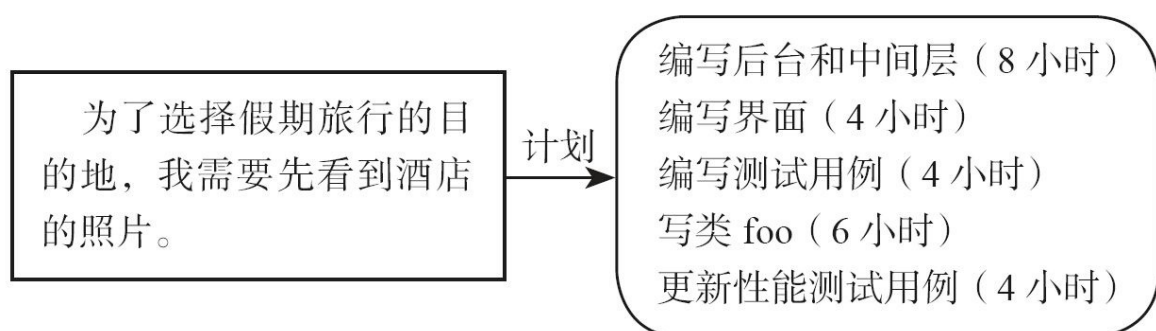 为了选择假期旅行的目
的地，我需要先看到酒店
的照片。
计划
编写后台和中间层（8 小时）
编写界面（4 小时）
编写测试用例（4 小时）
写类 foo（6 小时）
更新性能测试用例（4 小时）